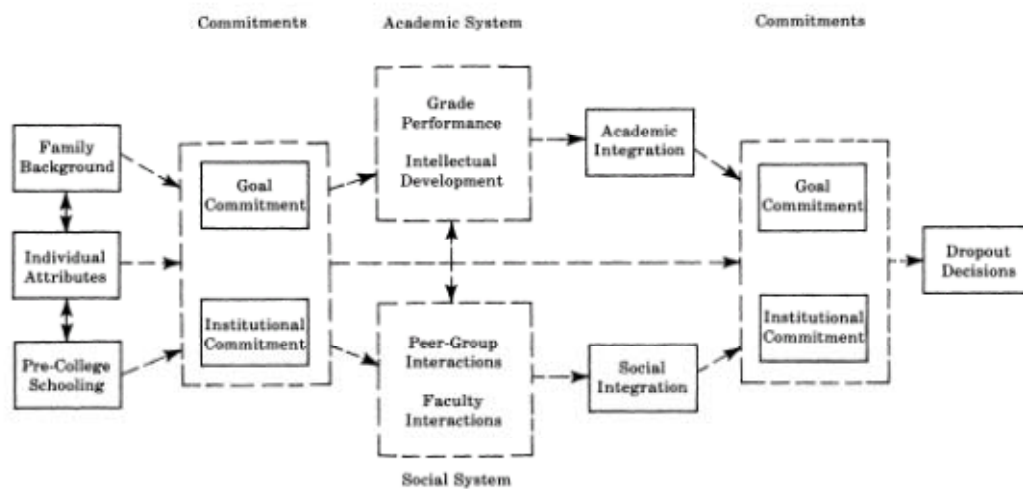 Commitments
Academic System
Commitments
Family
Background
Individual
Attributes
Pre-College
Schooling
Goal
Commitment
Institutional
Commitment
Grade
Performance
Intellectual
Development
Peer-Group
Interactions
Faculty
Interactions
Social System
Academic
Integration
Social
Integration
Goal
Commitment
Institutional
Commitment
Dropout
Decisions